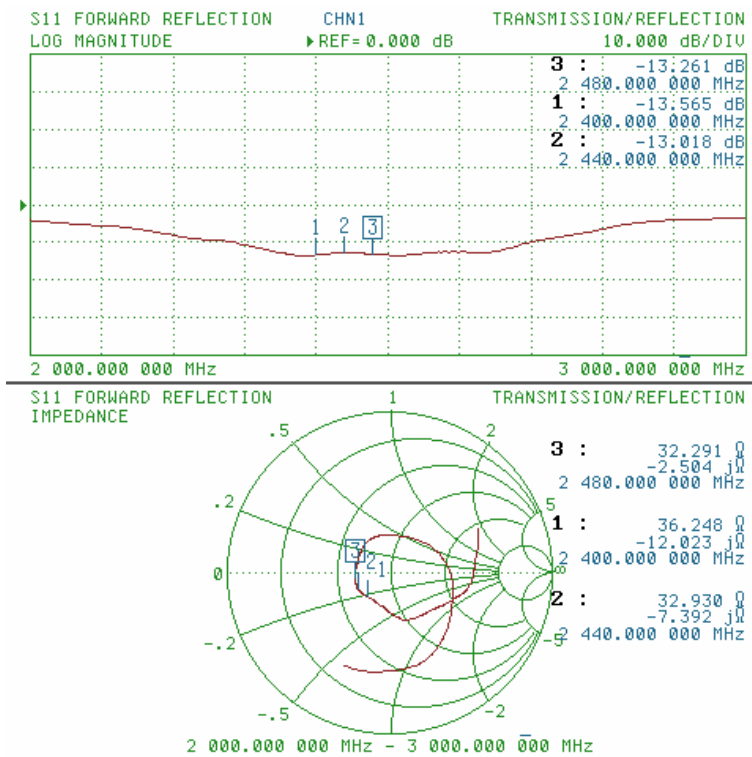 S11 FORWARD REFLECTION CHN1 TRANSMISSION/REFLECTION
LOG MAGNITUDE ▶REF= 0.000 dB 10.000 dB/DIV
3 : -13.261 dB
2 480.000 000 MHz
1 : -13.565 dB
2 400.000 000 MHz
2 : -13.018 dB
2 440.000 000 MHz
1 2 3
2 000.000 000 MHz 3 000.000 000 MHz
S11 FORWARD REFLECTION TRANSMISSION/REFLECTION
IMPEDANCE
1
.5 2
.2 5
0 ∞
-.2 -5
-.5 -2
3
2 1
3 : 32.291 Ω
-2.504 jΩ
2 480.000 000 MHz
1 : 36.248 Ω
-12.023 jΩ
2 400.000 000 MHz
2 : 32.930 Ω
-7.392 jΩ
2 440.000 000 MHz
2 000.000 000 MHz - 3 000.000 000 MHz